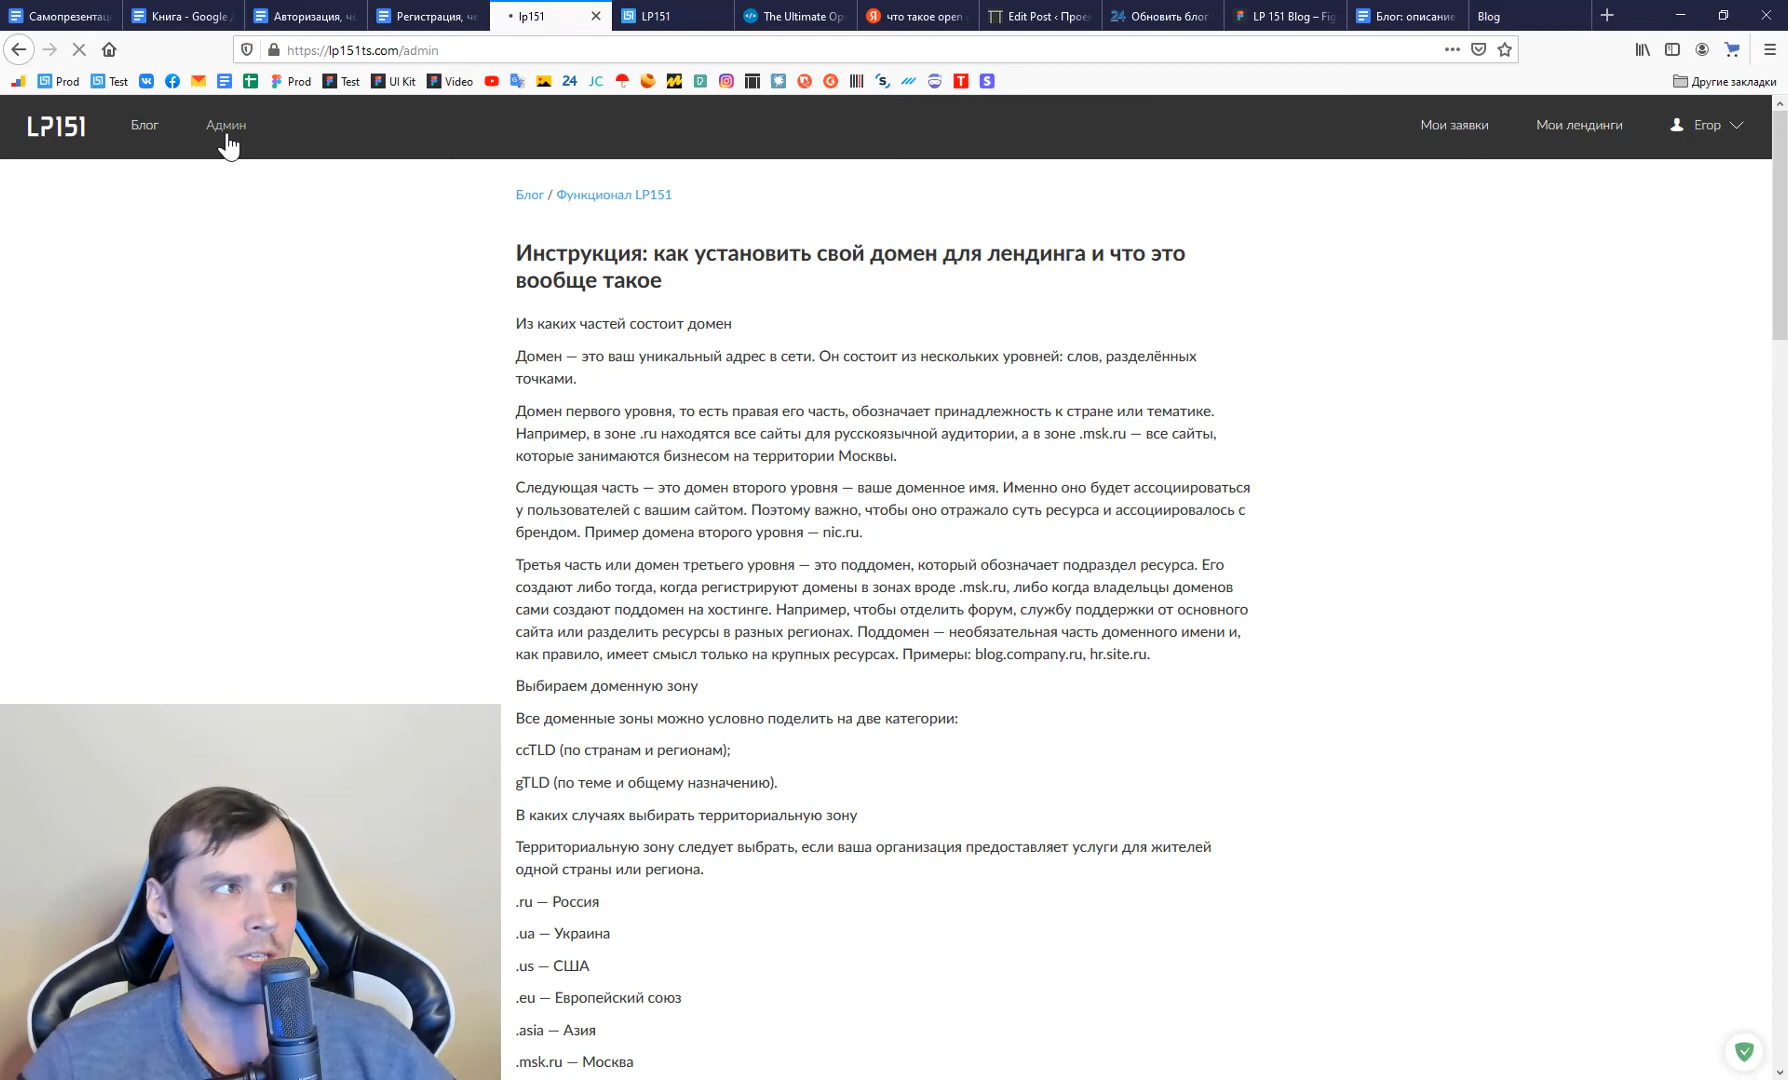 Самопрезентац
Книга - Google
Авторизация, че
Регистрация, че
lp151
LP151
The Ultimate Op
что такое open
Edit Post ‹ Прое
Обновить блог
LP 151 Blog – Fig
Блог: описание
Blog
https://lp151ts.com/admin
Prod
Test
Prod
Test
UI Kit
Video
24
JC
Другие закладки
LP151
Блог
Админ
Мои заявки
Мои лендинги
Егор
Блог / Функционал LP151
Инструкция: как установить свой домен для лендинга и что это
вообще такое
Из каких частей состоит домен
Домен — это ваш уникальный адрес в сети. Он состоит из нескольких уровней: слов, разделённых
точками.
Домен первого уровня, то есть правая его часть, обозначает принадлежность к стране или тематике.
Например, в зоне .ru находятся все сайты для русскоязычной аудитории, а в зоне .msk.ru — все сайты,
которые занимаются бизнесом на территории Москвы.
Следующая часть — это домен второго уровня — ваше доменное имя. Именно оно будет ассоциироваться
у пользователей с вашим сайтом. Поэтому важно, чтобы оно отражало суть ресурса и ассоциировалось с
брендом. Пример домена второго уровня — nic.ru.
Третья часть или домен третьего уровня — это поддомен, который обозначает подраздел ресурса. Его
создают либо тогда, когда регистрируют домены в зонах вроде .msk.ru, либо когда владельцы доменов
сами создают поддомен на хостинге. Например, чтобы отделить форум, службу поддержки от основного
сайта или разделить ресурсы в разных регионах. Поддомен — необязательная часть доменного имени и,
как правило, имеет смысл только на крупных ресурсах. Примеры: blog.company.ru, hr.site.ru.
Выбираем доменную зону
Все доменные зоны можно условно поделить на две категории:
ccTLD (по странам и регионам);
gTLD (по теме и общему назначению).
В каких случаях выбирать территориальную зону
Территориальную зону следует выбрать, если ваша организация предоставляет услуги для жителей
одной страны или региона.
.ru — Россия
.ua — Украина
.us — США
.eu — Европейский союз
.asia — Азия
.msk.ru — Москва